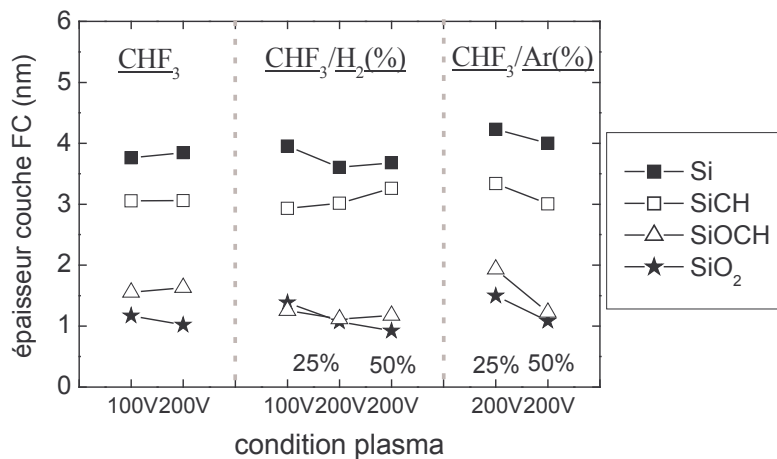 6
5
4
3
2
1
0
épaisseur couche FC (nm)
CHF₃
CHF₃/H₂(%)
CHF₃/Ar(%)
25% 50% 25% 50%
100V200V 100V200V200V 200V200V
condition plasma
Si
SiCH
SiOCH
SiO₂